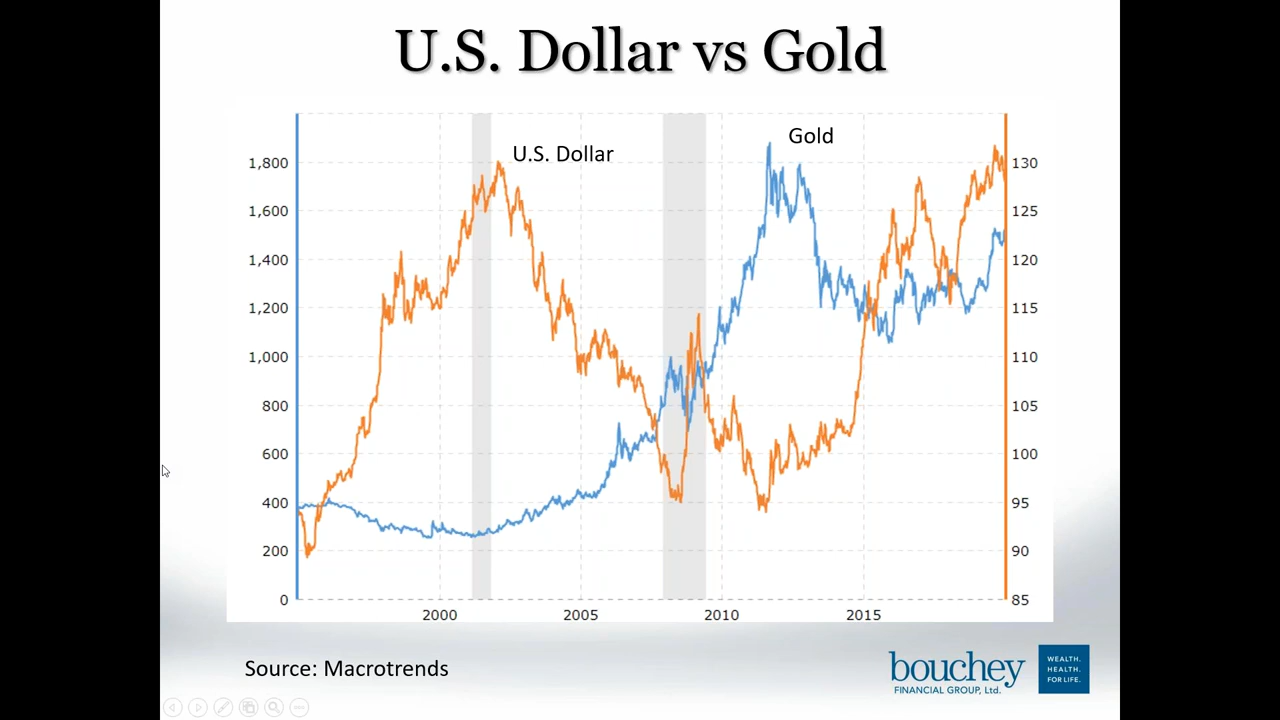 U.S. Dollar vs Gold
Gold
U.S. Dollar
1,800
1,600
1,400
1,200
1,000
800
600
400
200
0
130
125
120
115
110
105
100
95
90
85
2000 2005 2010 2015
Source: Macrotrends
bouchey
FINANCIAL GROUP, Ltd.
WEALTH.
HEALTH.
FOR LIFE.